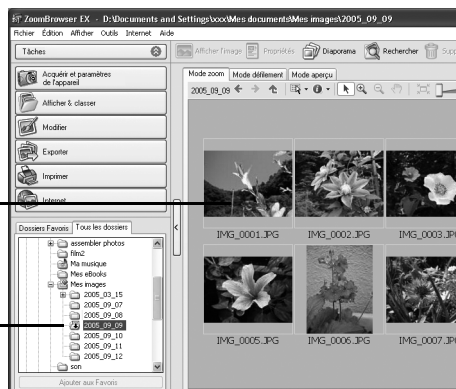 ZoomBrowser EX - D:\Documents and Settings\xxx\Mes documents\Mes images\2005_09_09
Fichier Édition Afficher Outils Internet Aide
Tâches
Afficher l'image Propriétés Diaporama Rechercher Supp
Acquérir et paramètres
de l'appareil
Afficher & classer
Modifier
Exporter
Imprimer
Internet
Mode zoom Mode défilement Mode aperçu
2005_09_09
IMG_0001.JPG IMG_0002.JPG IMG_0003.JP
IMG_0005.JPG IMG_0006.JPG IMG_0007.JP
Dossiers Favoris Tous les dossiers
assembler photos
film2
Ma musique
Mes eBooks
Mes images
2005_03_15
2005_09_07
2005_09_08
2005_09_09
2005_09_10
2005_09_11
2005_09_12
son
Ajouter aux Favoris